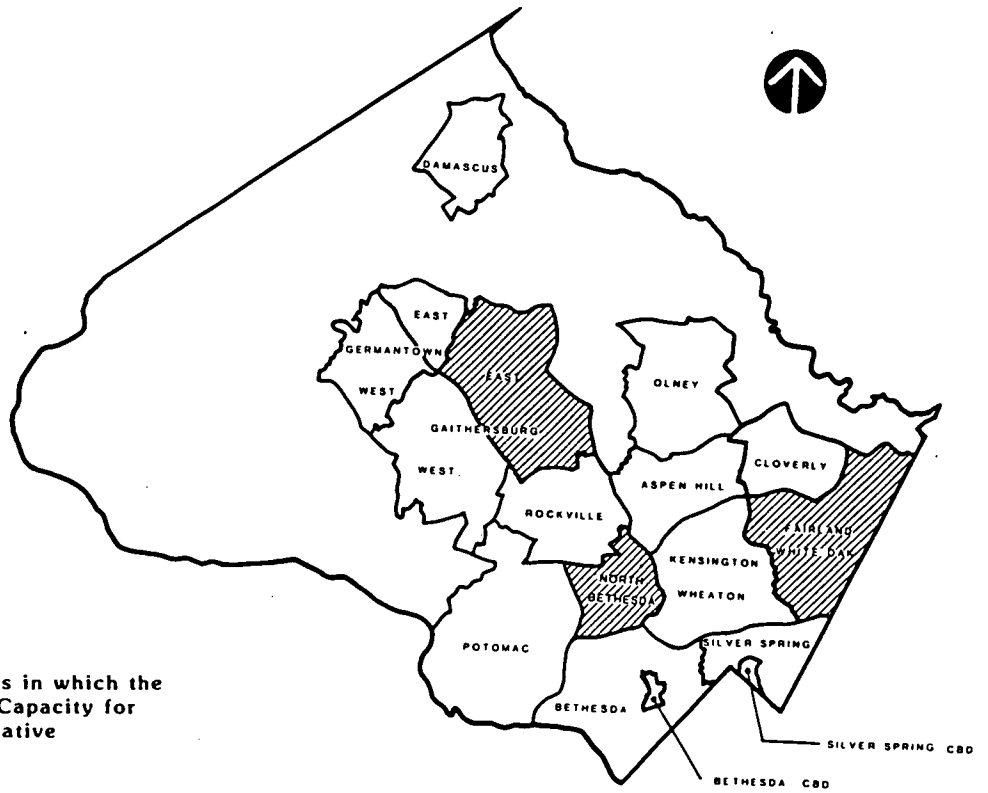 DAMASCUS
EAST
GERMANTOWN
WEST
EAST
GAITHERSBURG
WEST
OLNEY
CLOVERLY
ASPEN HILL
ROCKVILLE
FAIRLAND
WHITE OAK
KENSINGTON
WHEATON
NORTH
BETHESDA
SILVER SPRING
POTOMAC
BETHESDA
SILVER SPRING CBD
BETHESDA CBD
s in which the
Capacity for
ative